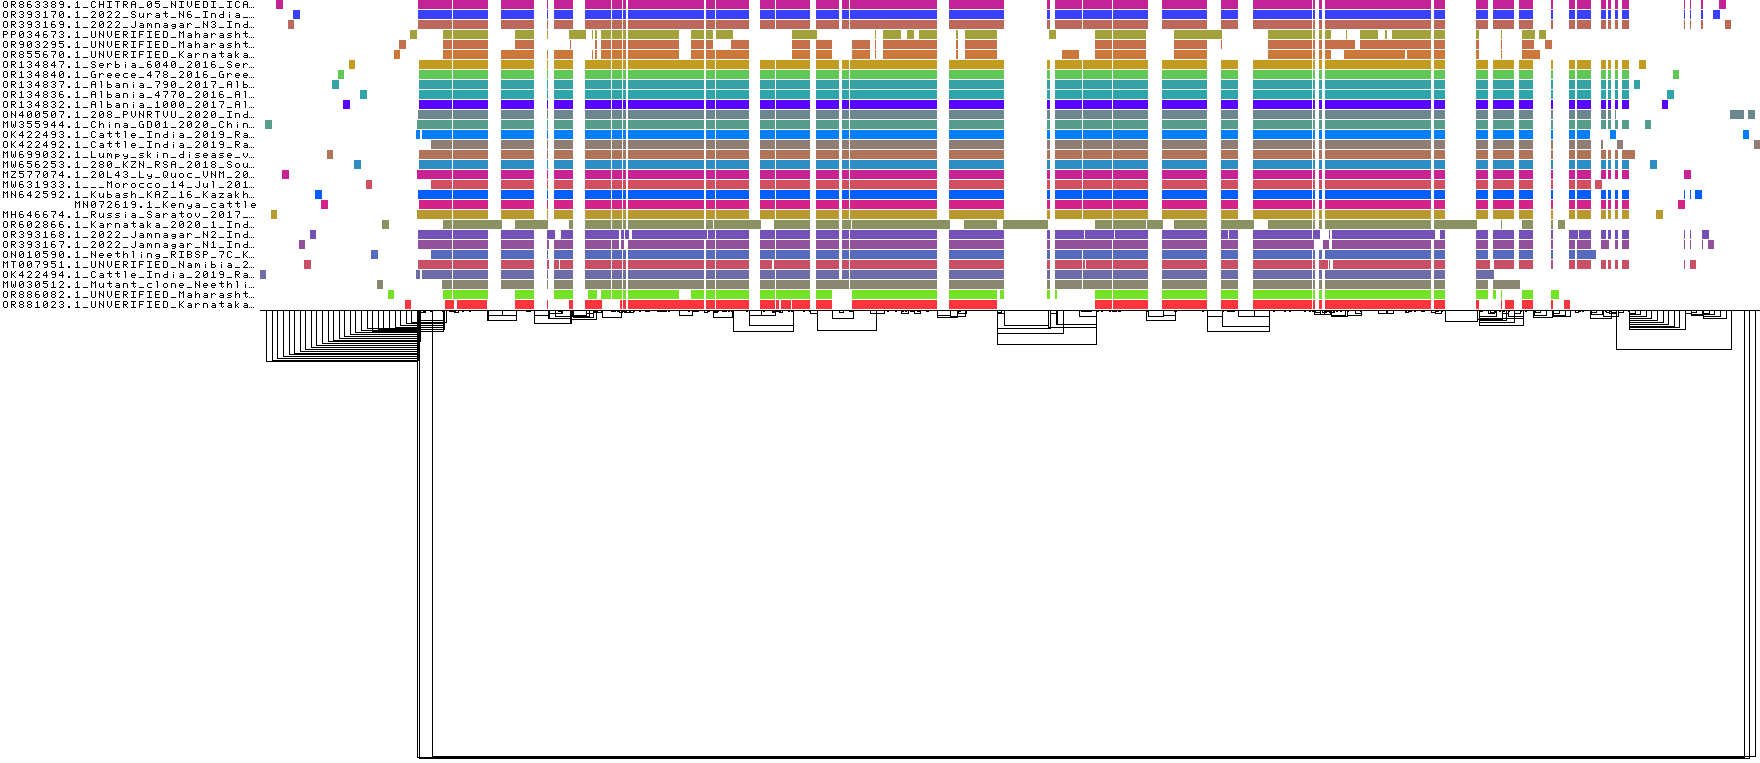 OR863389.1_CHITRA_05_NIVEDI_ICA…
OR393170.1_2022_Surat_N6_India_…
OR393169.1_2022_Jamnagar_N3_Ind…
PP034673.1_UNVERIFIED_Maharasht…
OR903295.1_UNVERIFIED_Maharasht…
OR855670.1_UNVERIFIED_Karnataka…
OR134847.1_Serbia_6040_2016_Ser…
OR134840.1_Greece_478_2016_Gree…
OR134837.1_Albania_790_2017_Alb…
OR134836.1_Albania_4770_2016_Al…
OR134832.1_Albania_1000_2017_Al…
ON400507.1_208_PVNRTVU_2020_Ind…
MW355944.1_China_GD01_2020_Chin…
OK422493.1_Cattle_India_2019_Ra…
OK422492.1_Cattle_India_2019_Ra…
MW699032.1_Lumpy_skin_disease_v…
MW656253.1_280_KZN_RSA_2018_Sou…
MZ577074.1_20L43_Ly_Quoc_VNM_20…
MW631933.1___Morocco_14_Jul_201…
MN642592.1_Kubash_KAZ_16_Kazakh…
MN072619.1_Kenya_cattle
MH646674.1_Russia_Saratov_2017_…
OR602866.1_Karnataka_2020_1_Ind…
OR393168.1_2022_Jamnagar_N2_Ind…
OR393167.1_2022_Jamnagar_N1_Ind…
ON010590.1_Neethling_RIBSP_7C_K…
MT007951.1_UNVERIFIED_Namibia_2…
OK422494.1_Cattle_India_2019_Ra…
MW030512.1_Mutant_clone_Neethli…
OR886082.1_UNVERIFIED_Maharasht…
OR881023.1_UNVERIFIED_Karnataka…